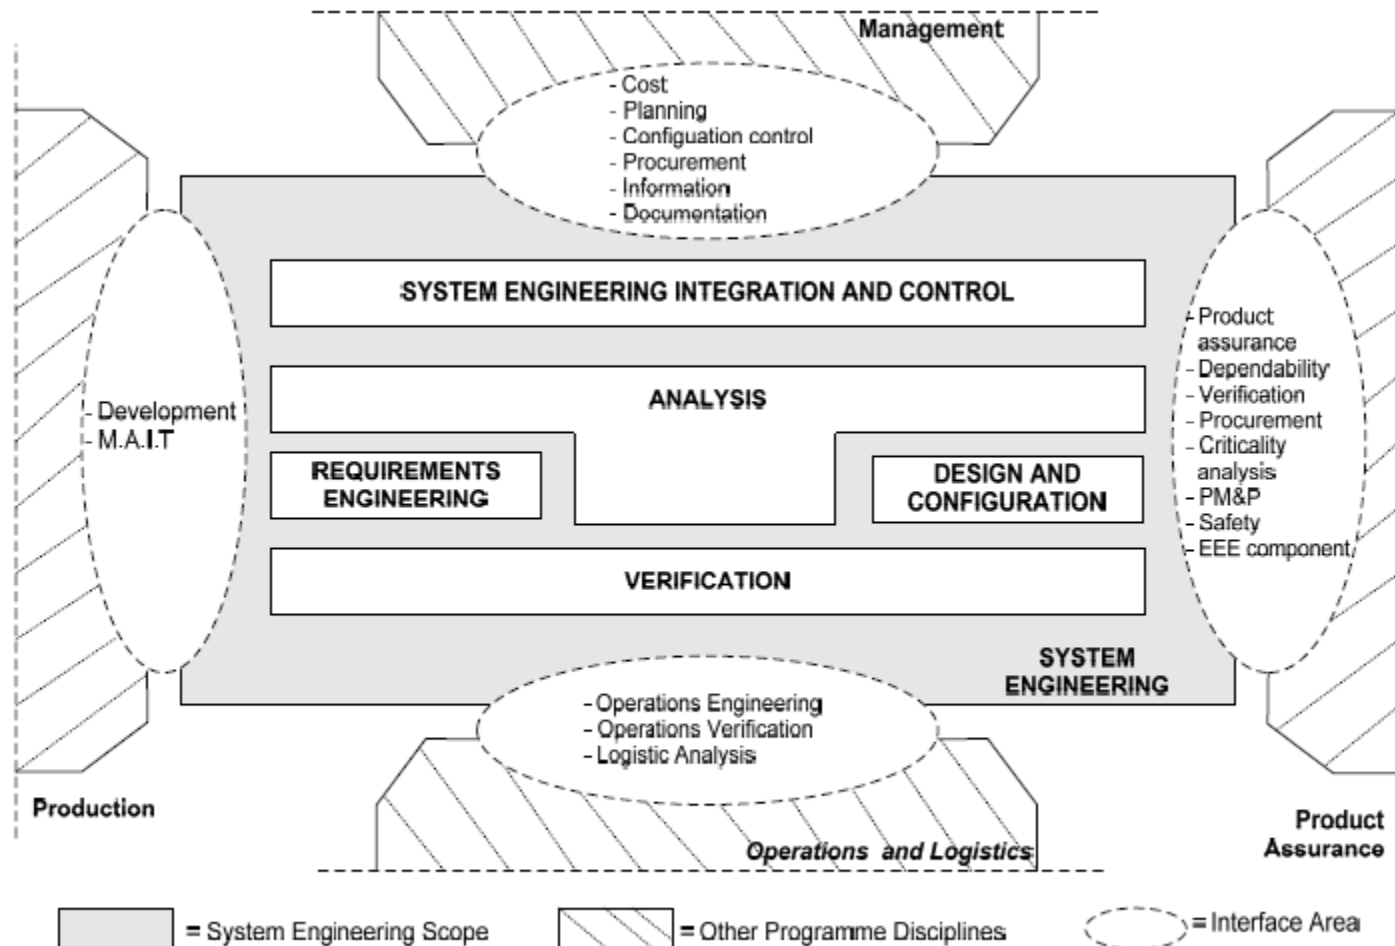 Management
- Cost
- Planning
- Configuation control
- Procurement
- Information
- Documentation
SYSTEM ENGINEERING INTEGRATION AND CONTROL
ANALYSIS
REQUIREMENTS
ENGINEERING
DESIGN AND
CONFIGURATION
VERIFICATION
SYSTEM
ENGINEERING
- Development
- M.A.I.T
Production
- Product
assurance
- Dependability
- Verification
- Procurement
- Criticality
analysis
- PM&P
- Safety
- EEE component
Product
Assurance
- Operations Engineering
- Operations Verification
- Logistic Analysis
Operations and Logistics
= System Engineering Scope
= Other Programme Disciplines
= Interface Area